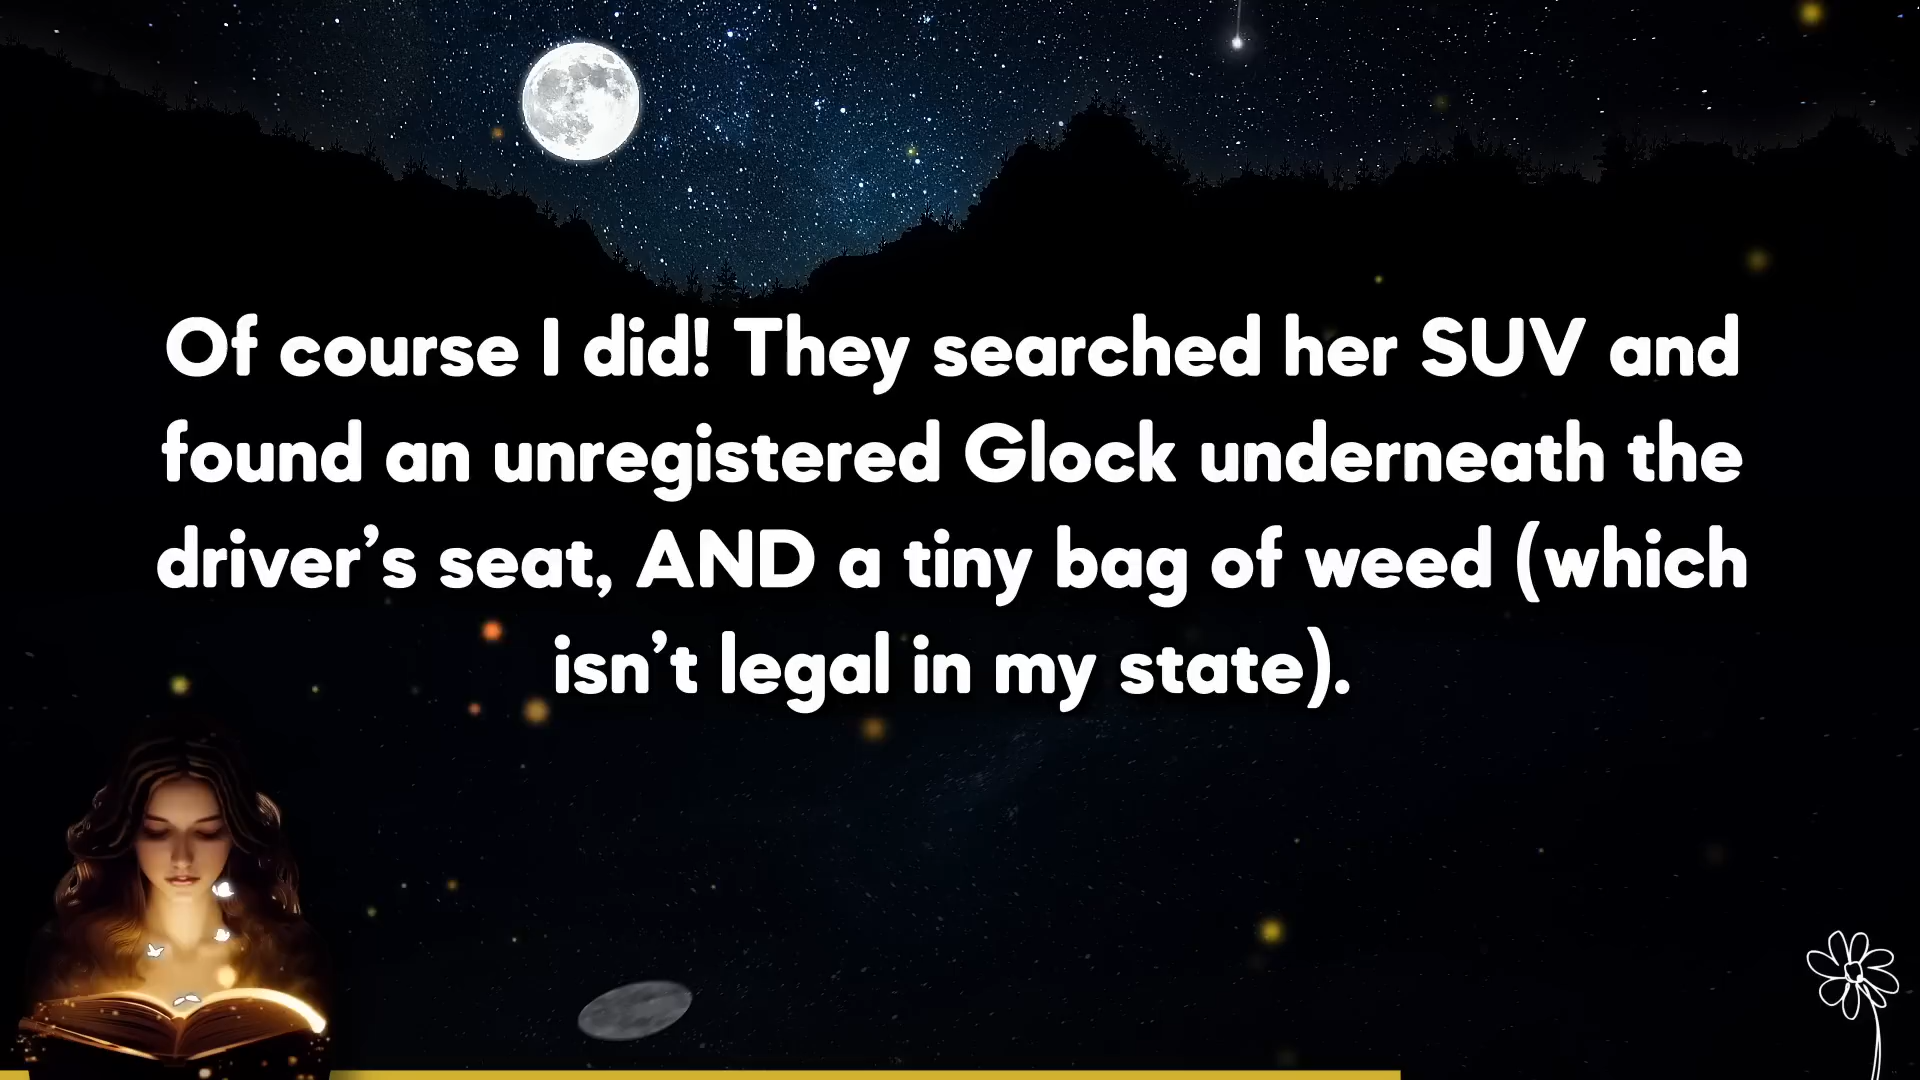 Of course I did! They searched her SUV and
found an unregistered Glock underneath the
driver’s seat, AND a tiny bag of weed (which
isn’t legal in my state).